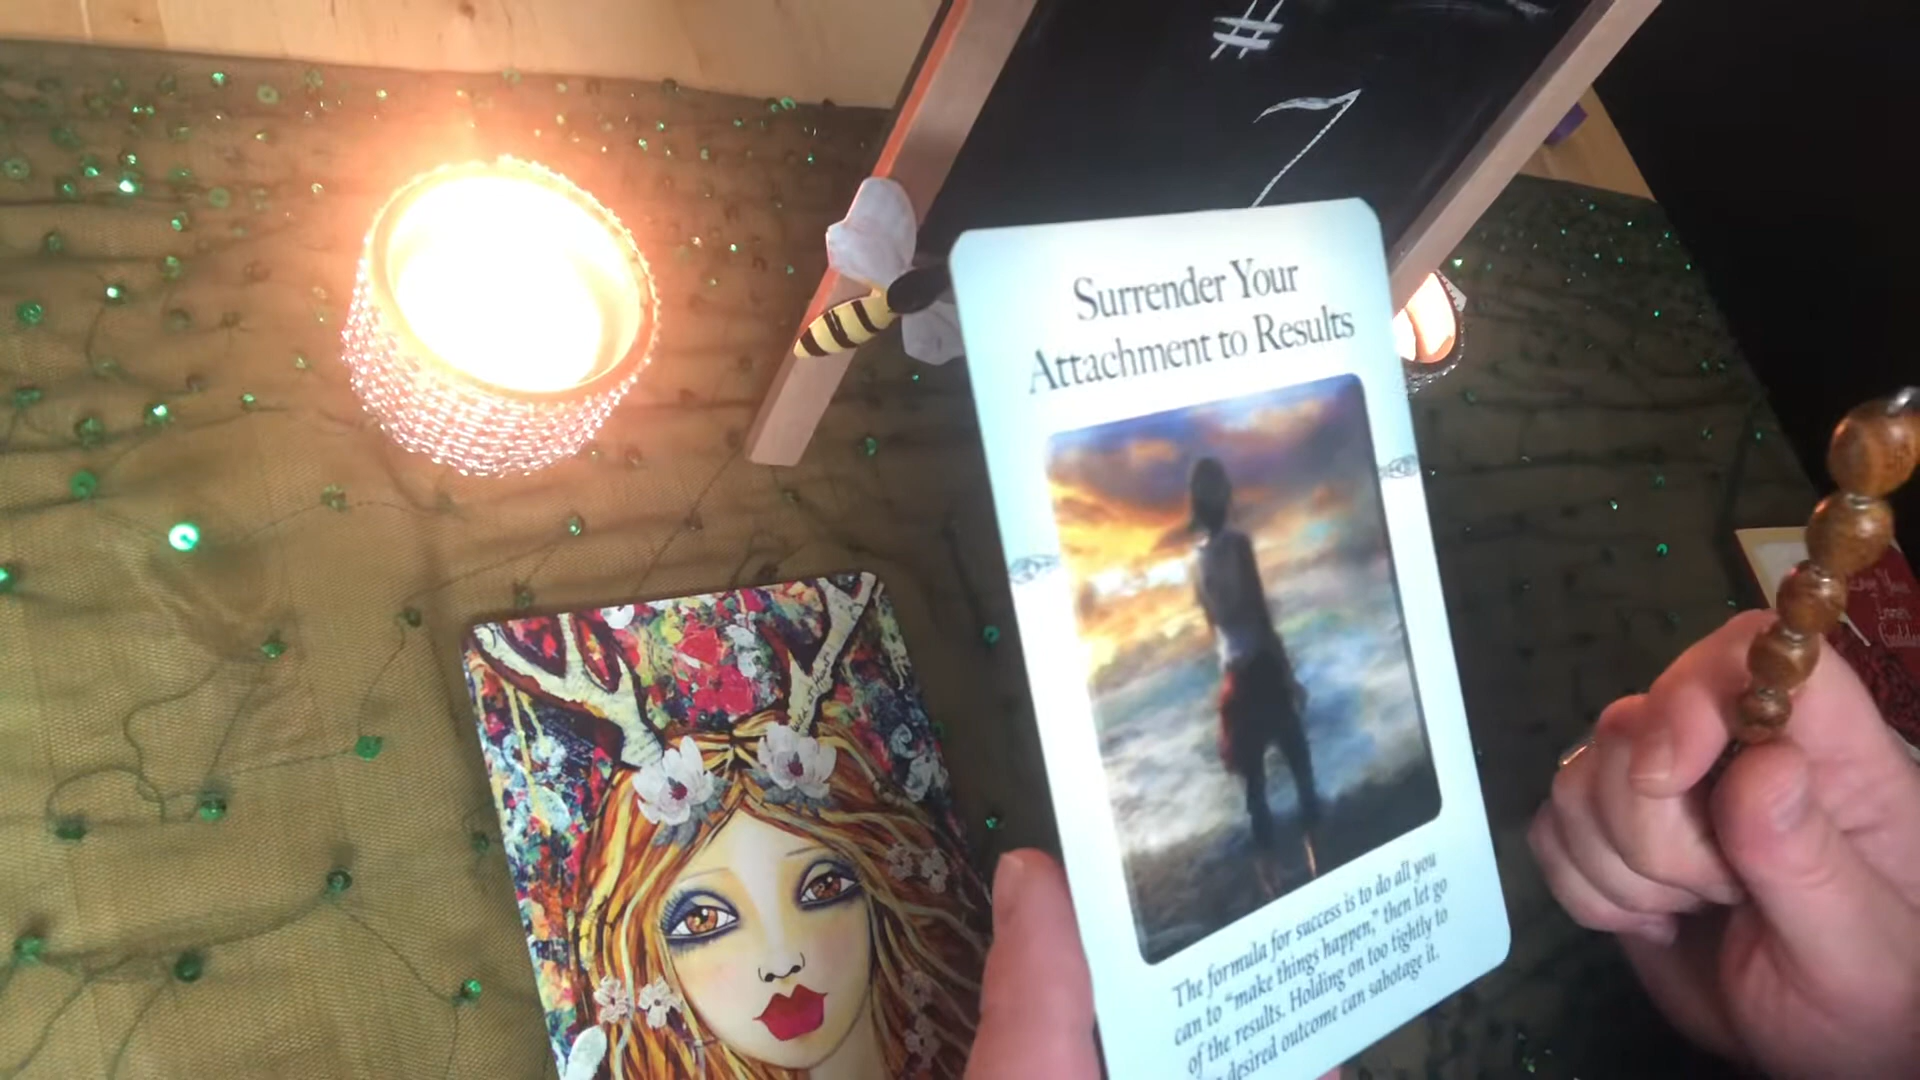 #
7
Surrender Your
Attachment to Results
The formula for success is to do all you
can to “make things happen,” then let go
of the results. Holding on too tightly to
desired outcome can sabotage it.